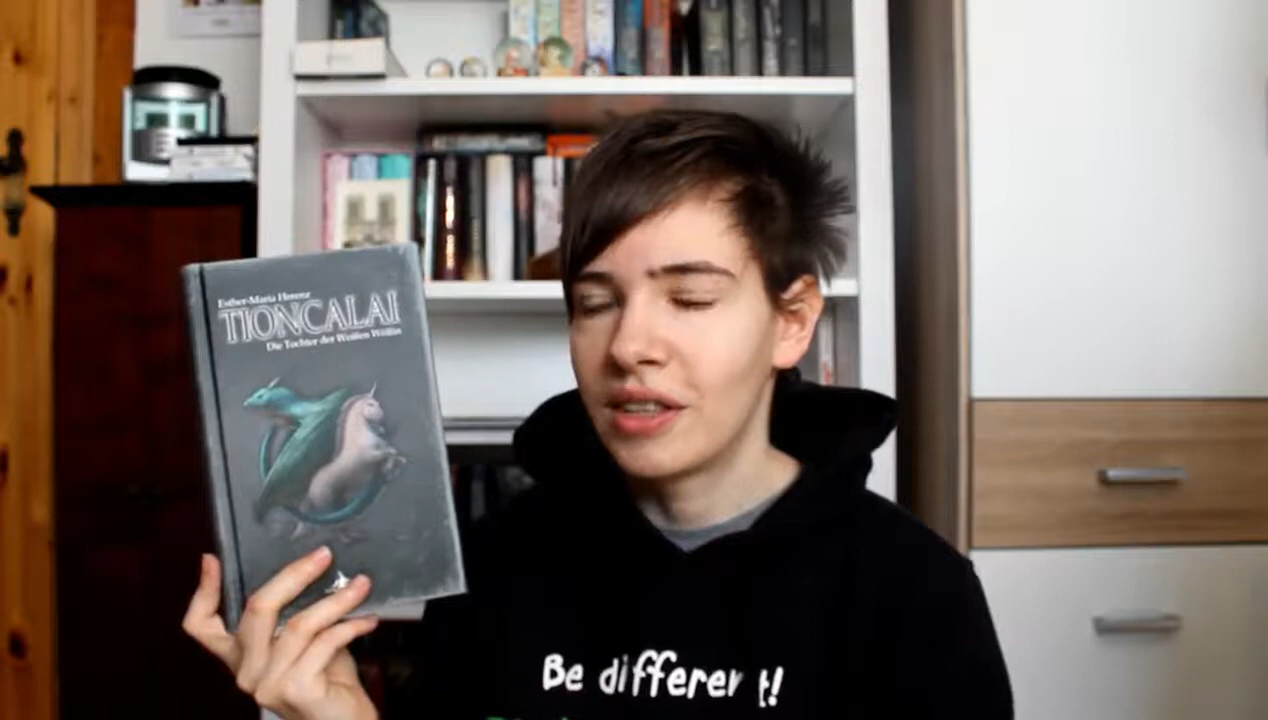 Esther-Maria Herenz
TIONCALAI
Die Tochter der Weißen Wölfin
Be different!